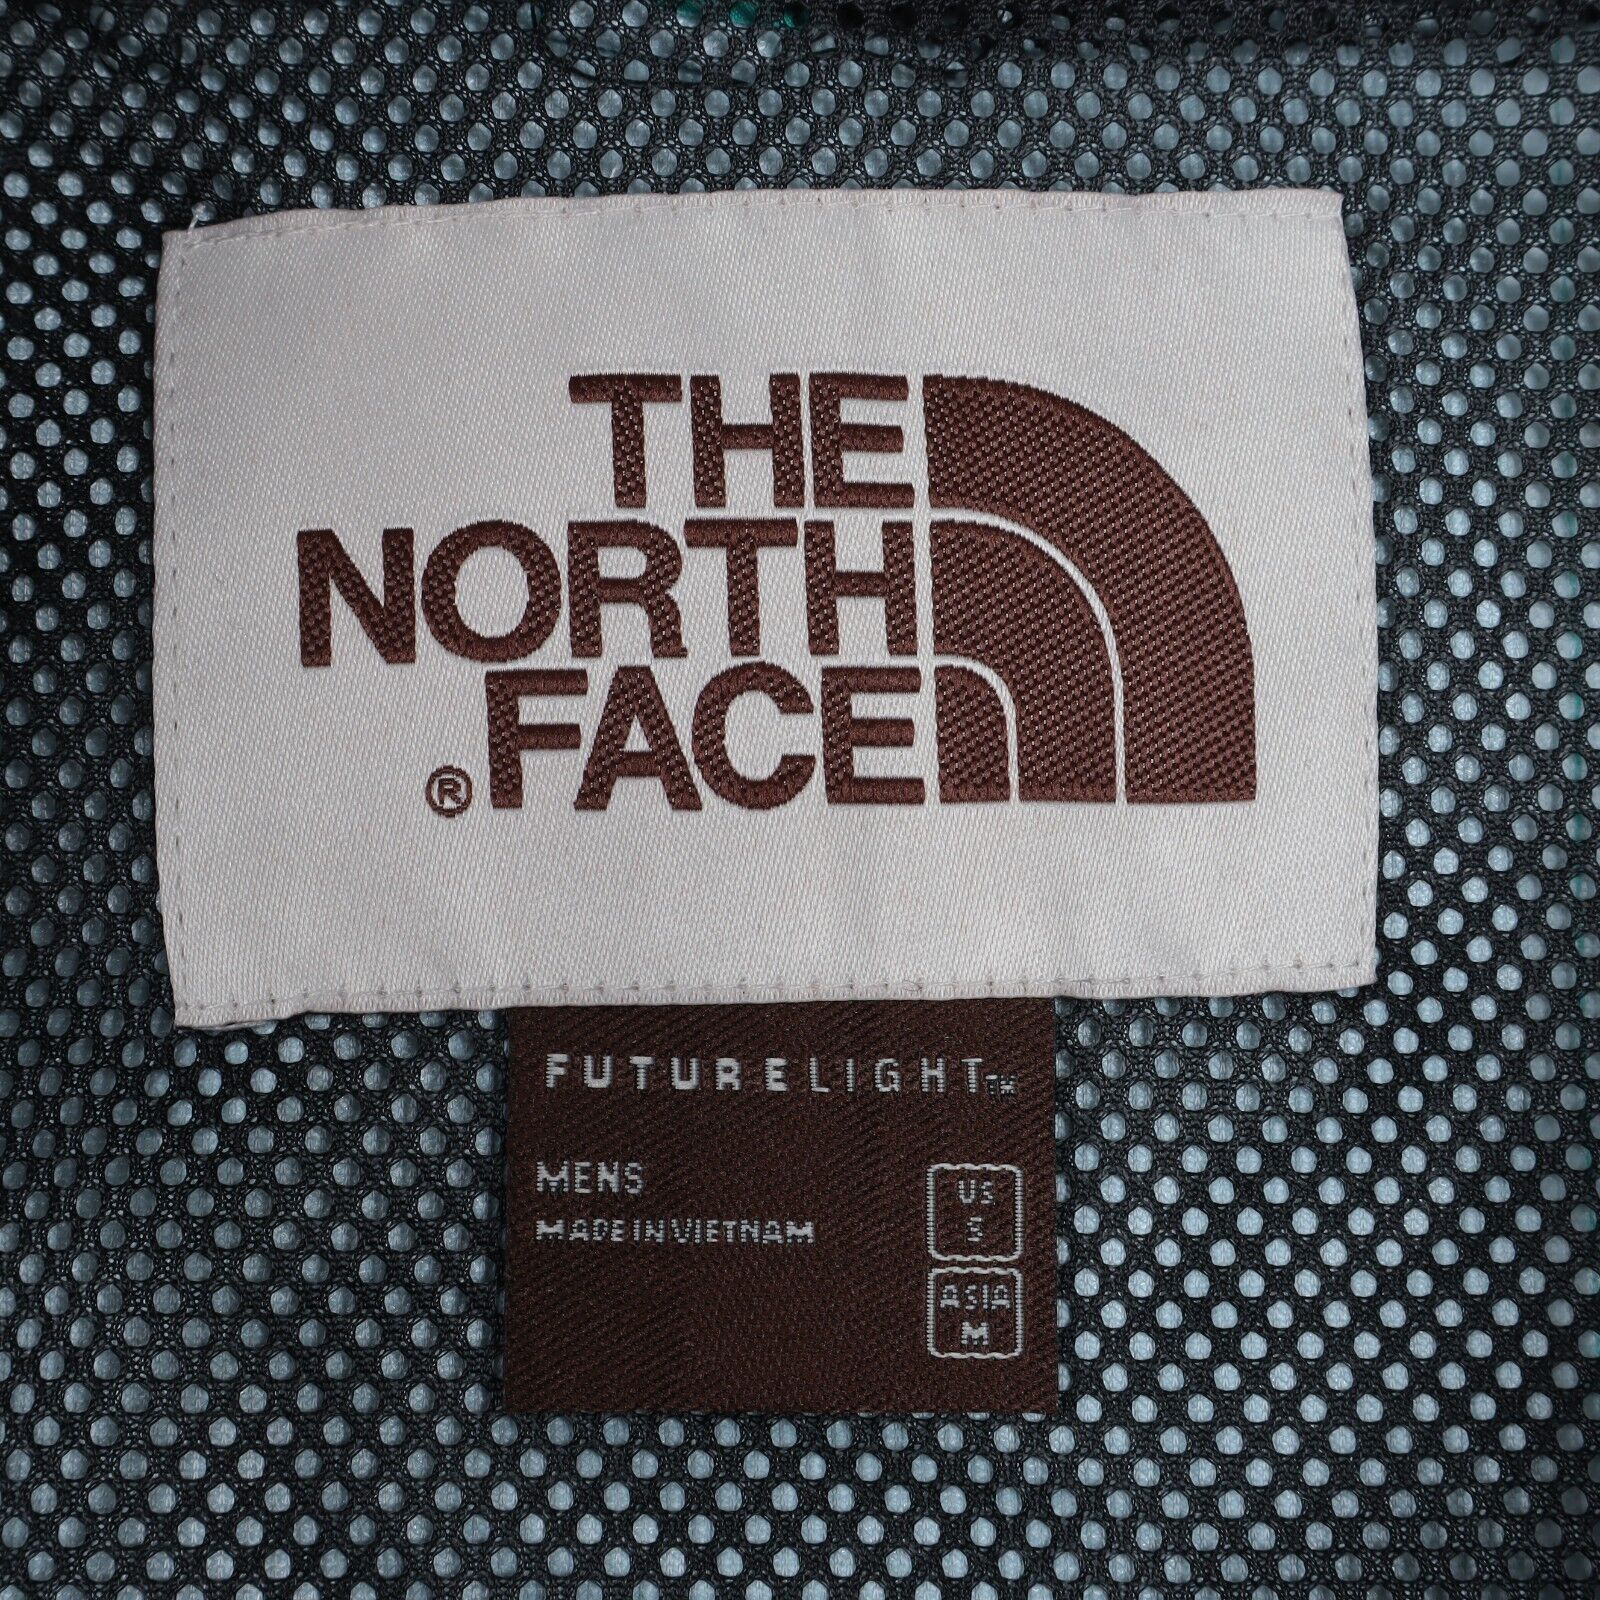 THE
NORTH
FACE
®
FUTURELIGHT™
MENS
MADE IN VIETNAM
US
S
ASIA
M